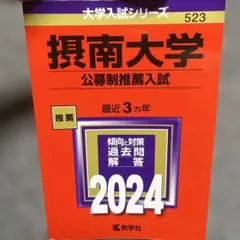 大学入試シリーズ
523
摂南大学
公募制推薦入試
最近3カ年
推薦
傾向と対策
過去問
解答
2024
教学社